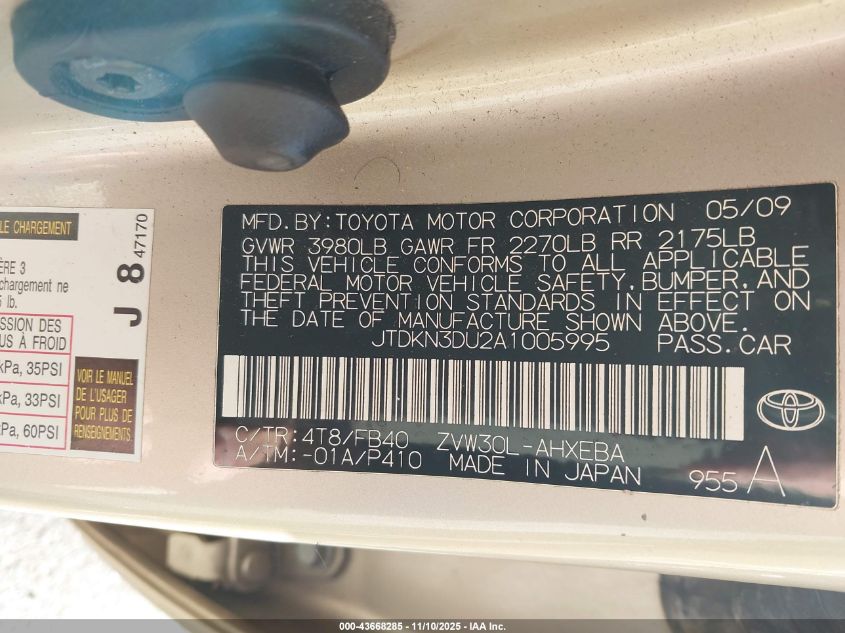 LE CHARGEMENT
ÈRE 3
chargement ne
lb.
SSION DES
US À FROID
kPa, 35PSI
kPa, 33PSI
Pa, 60PSI
J 8 47170
VOIR LE MANUEL
DE L'USAGER
POUR PLUS DE
RENSEIGNEMENTS
MFD. BY: TOYOTA MOTOR CORPORATION 05/09
GVWR 3980LB GAWR FR 2270LB RR 2175LB
THIS VEHICLE CONFORMS TO ALL APPLICABLE
FEDERAL MOTOR VEHICLE SAFETY, BUMPER, AND
THEFT PREVENTION STANDARDS IN EFFECT ON
THE DATE OF MANUFACTURE SHOWN ABOVE.
JTDKN3DU2A1005995 PASS. CAR
C/TR: 4T8/FB40 ZVW30L-AHXEBA
A/TM: -01A/P410 MADE IN JAPAN 955 A
000-43668285 - 11/10/2025 - IAA Inc.